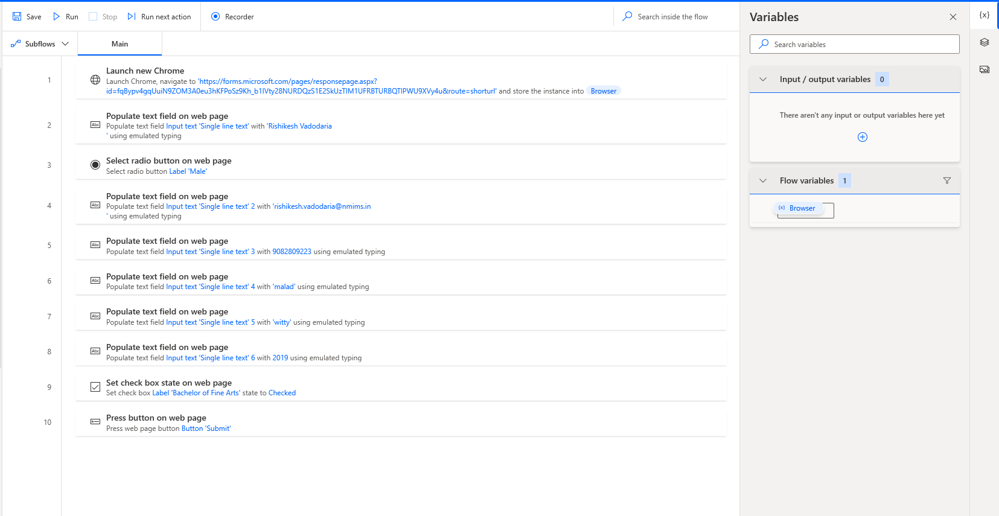 Save Run Stop Run next action Recorder Search inside the flow
Subflows Main
1 Launch new Chrome
Launch Chrome, navigate to 'https://forms.microsoft.com/pages/responsepage.aspx?
id=fqBypv4gqUuiN9ZOM3A0eu3hKFPoSz9Kh_b1IVty28NURDQzS1E2SkUzTlM1UFRBTURBQTlPWU9XVy4u&route=shorturl' and store the instance into Browser
2 Populate text field on web page
Populate text field Input text 'Single line text' with 'Rishikesh Vadodaria
' using emulated typing
3 Select radio button on web page
Select radio button Label 'Male'
4 Populate text field on web page
Populate text field Input text 'Single line text' 2 with 'rishikesh.vadodaria@nmims.in
' using emulated typing
5 Populate text field on web page
Populate text field Input text 'Single line text' 3 with 9082809223 using emulated typing
6 Populate text field on web page
Populate text field Input text 'Single line text' 4 with 'malad' using emulated typing
7 Populate text field on web page
Populate text field Input text 'Single line text' 5 with 'witty' using emulated typing
8 Populate text field on web page
Populate text field Input text 'Single line text' 6 with 2019 using emulated typing
9 Set check box state on web page
Set check box Label 'Bachelor of Fine Arts' state to Checked
10 Press button on web page
Press web page button Button 'Submit'
Variables
{x}
Search variables
Input / output variables 0
There aren't any input or output variables here yet
Flow variables 1
(x) Browser